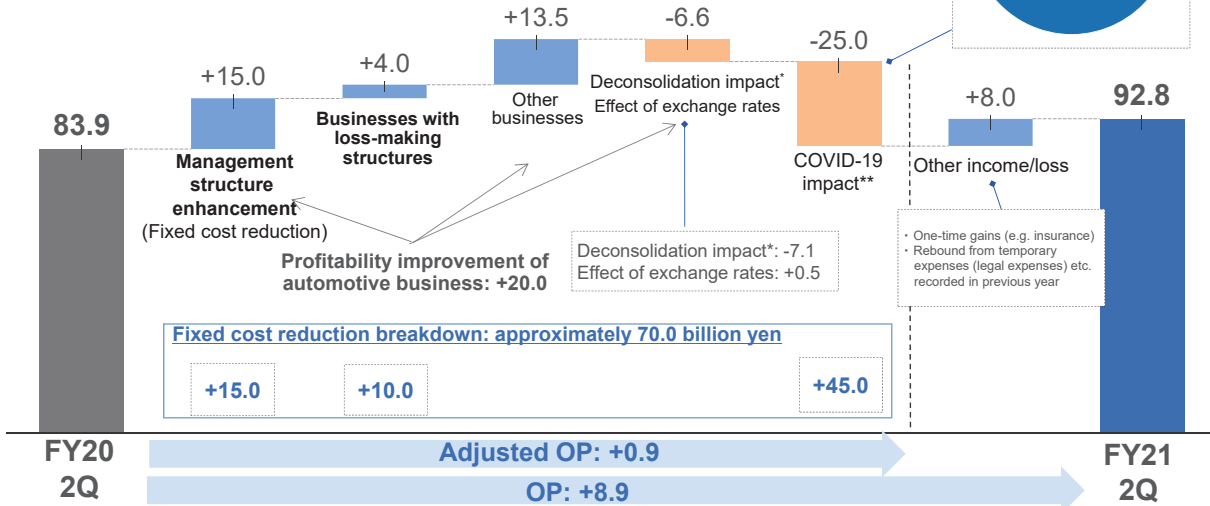 +13.5
-6.6
-25.0
+15.0
+4.0
+8.0
83.9
92.8
Management
structure
enhancement
(Fixed cost reduction)
Businesses with
loss-making
structures
Other
businesses
Deconsolidation impact*
Effect of exchange rates
COVID-19
impact**
Other income/loss
Profitability improvement of
automotive business: +20.0
Deconsolidation impact*: -7.1
Effect of exchange rates: +0.5
・ One-time gains (e.g. insurance)
・ Rebound from temporary
expenses (legal expenses) etc.
recorded in previous year
Fixed cost reduction breakdown: approximately 70.0 billion yen
+15.0
+10.0
+45.0
FY20
2Q
Adjusted OP: +0.9
OP: +8.9
FY21
2Q